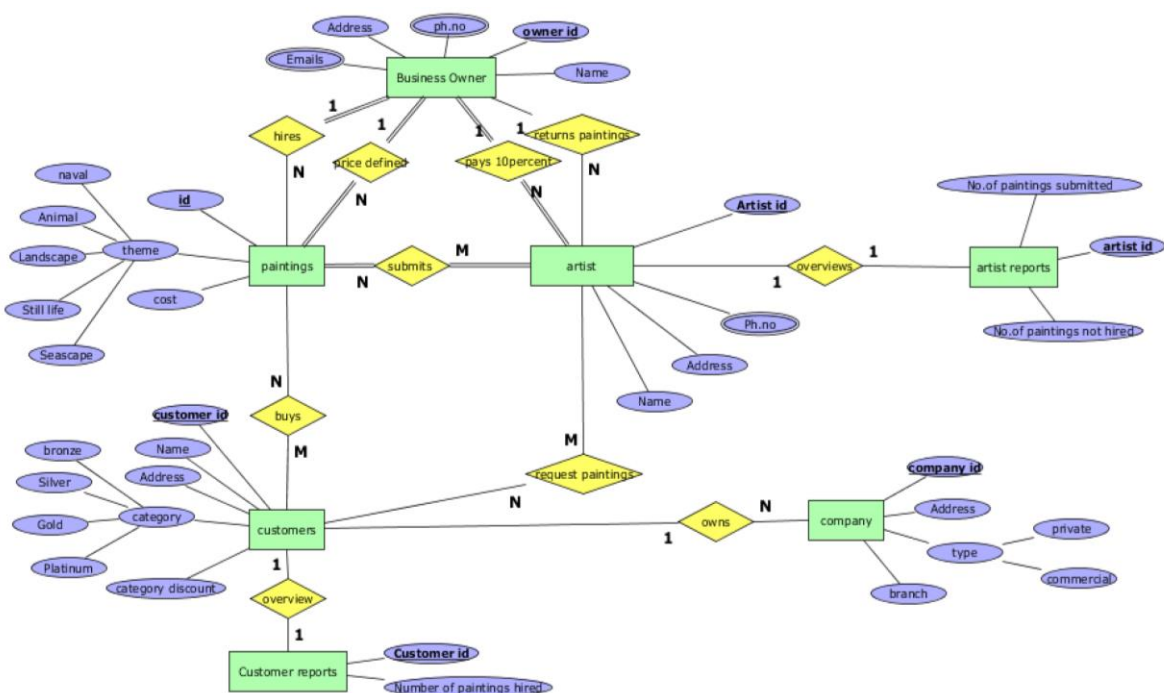 ph.no
Address
owner id
Emails
Business Owner
Name
1
1
1
1
hires
price defined
pays 10percent
returns paintings
N
N
N
N
naval
id
Animal
Landscape
theme
Still life
cost
Seascape
paintings
N
submits
M
artist
Artist id
1
overviews
1
artist reports
No.of paintings submitted
artist id
No.of paintings not hired
Ph.no
Address
Name
N
buys
M
customer id
Name
Address
bronze
Silver
Gold
category
Platinum
customers
category discount
M
request paintings
N
1
owns
N
company
company id
Address
type
private
commercial
branch
1
overview
1
Customer reports
Customer id
Number of paintings hired